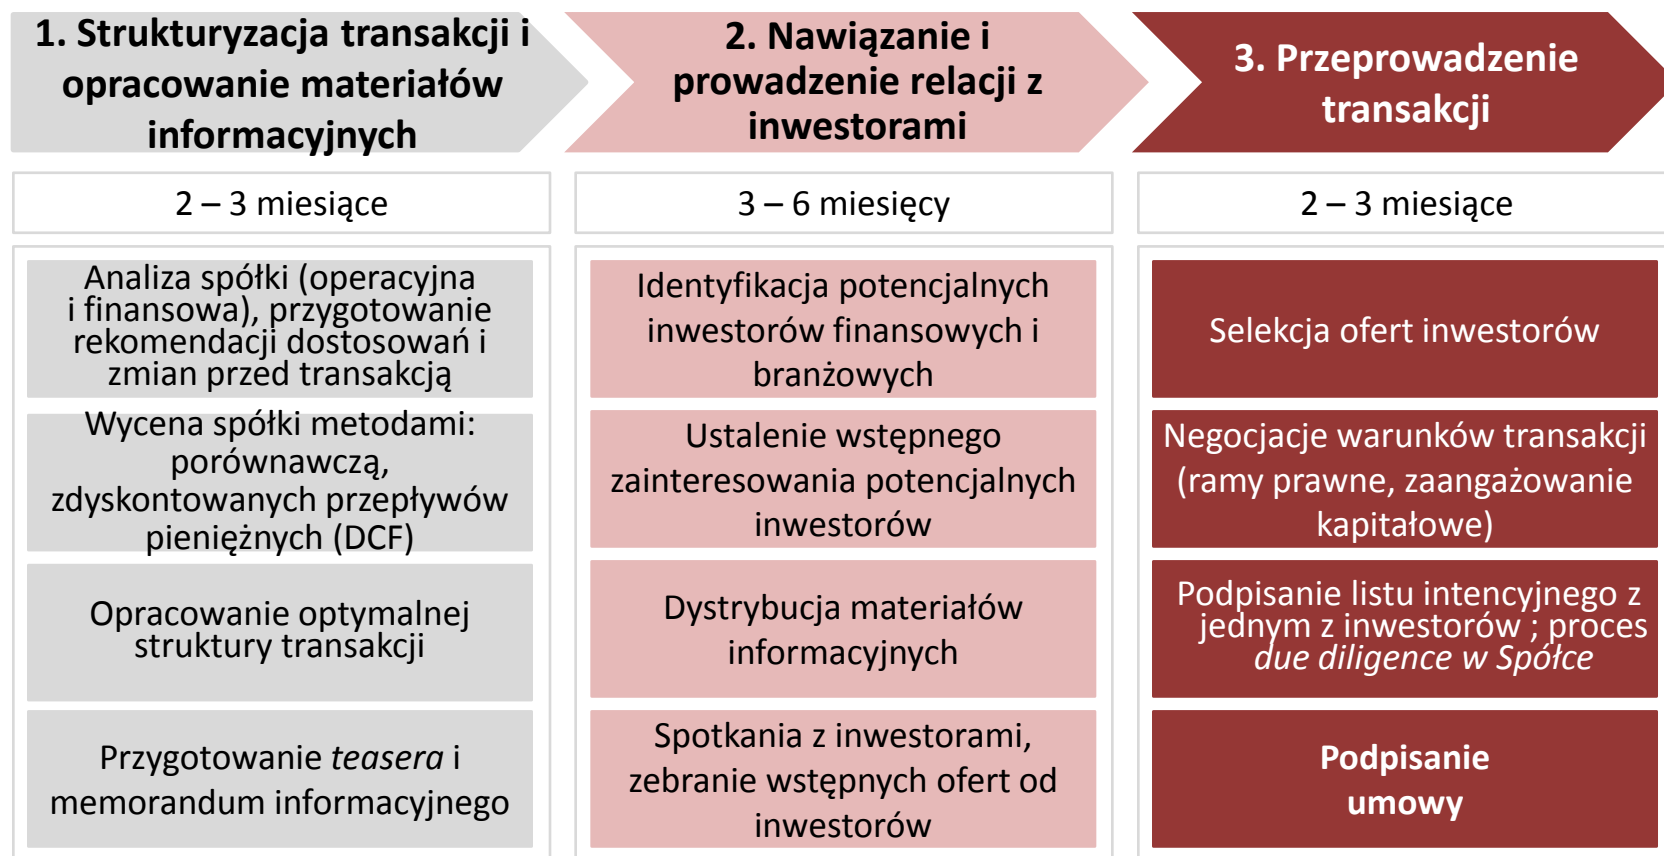 1. Strukturyzacja transakcji i
opracowanie materiałów
informacyjnych
2. Nawiązanie i
prowadzenie relacji z
inwestorami
3. Przeprowadzenie
transakcji
2 – 3 miesiące
3 – 6 miesięcy
2 – 3 miesiące
Analiza spółki (operacyjna
i finansowa), przygotowanie
rekomendacji dostosowań i
zmian przed transakcją
Wycena spółki metodami:
porównawczą,
zdyskontowanych przepływów
pieniężnych (DCF)
Opracowanie optymalnej
struktury transakcji
Przygotowanie teasera i
memorandum informacyjnego
Identyfikacja potencjalnych
inwestorów finansowych i
branżowych
Ustalenie wstępnego
zainteresowania potencjalnych
inwestorów
Dystrybucja materiałów
informacyjnych
Spotkania z inwestorami,
zebranie wstępnych ofert od
inwestorów
Selekcja ofert inwestorów
Negocjacje warunków transakcji
(ramy prawne, zaangażowanie
kapitałowe)
Podpisanie listu intencyjnego z
jednym z inwestorów ; proces
due diligence w Spółce
Podpisanie
umowy